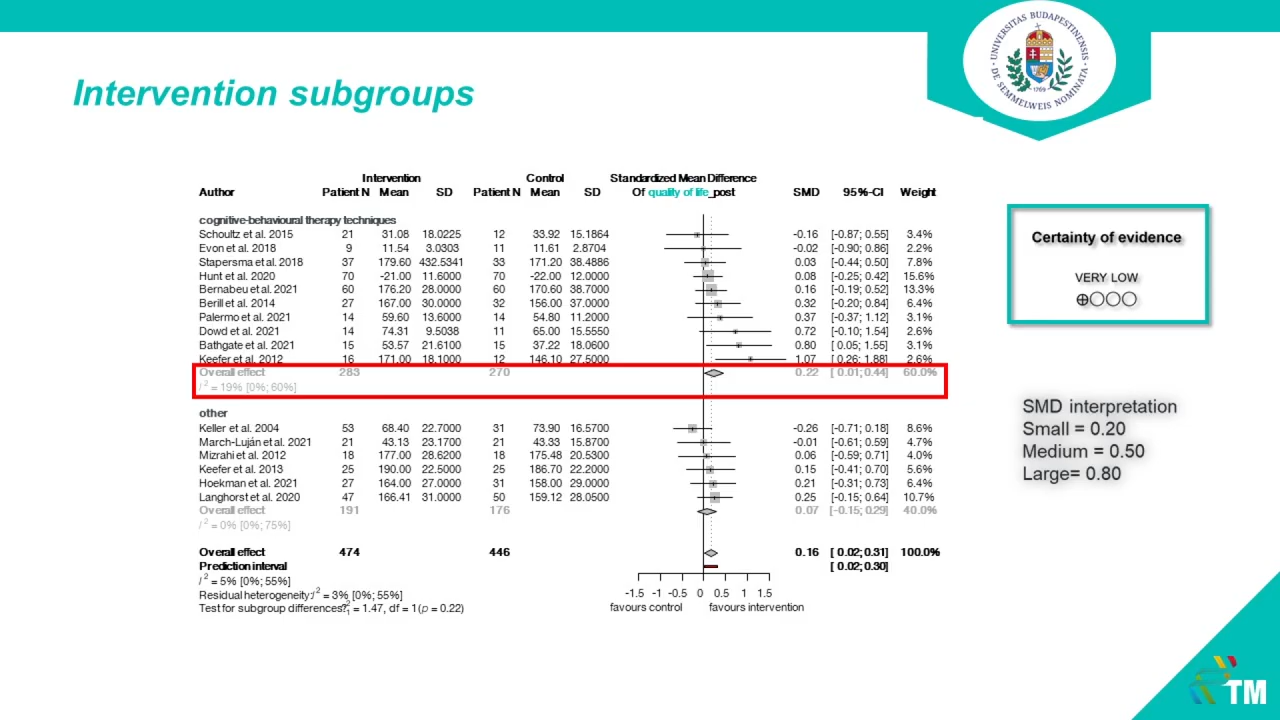 UNIVERSITAS BUDAPESTINENSIS
DE SEMMELWEIS NOMINATA
1769
Intervention subgroups
Intervention Control Standardized Mean Difference
Author Patient N Mean SD Patient N Mean SD Of quality of life_post SMD 95%-CI Weight
cognitive-behavioural therapy techniques
Schoultz et al. 2015 21 31.08 18.0225 12 33.92 15.1864 -0.16 [-0.87; 0.55] 3.4%
Evon et al. 2018 9 11.54 3.0303 11 11.61 2.8704 -0.02 [-0.90; 0.86] 2.2%
Stapersma et al. 2018 37 179.60 432.5341 33 171.20 38.4886 0.03 [-0.44; 0.50] 7.8%
Hunt et al. 2020 70 -21.00 11.6000 70 -22.00 12.0000 0.08 [-0.25; 0.42] 15.6%
Bernabeu et al. 2021 60 176.20 28.0000 60 170.60 38.7000 0.16 [-0.19; 0.52] 13.3%
Berill et al. 2014 27 167.00 30.0000 32 156.00 37.0000 0.32 [-0.20; 0.84] 6.4%
Palermo et al. 2021 14 59.60 13.6000 14 54.80 11.2000 0.37 [-0.37; 1.12] 3.1%
Dowd et al. 2021 14 74.31 9.5038 11 65.00 15.5550 0.72 [-0.10; 1.54] 2.6%
Bathgate et al. 2021 15 53.57 21.6100 15 37.22 18.0600 0.80 [ 0.05; 1.55] 3.1%
Keefer et al. 2012 16 171.00 18.1000 12 146.10 27.5000 1.07 [ 0.26; 1.88] 2.6%
Overall effect 283 270 0.22 [ 0.01; 0.44] 60.0%
I² = 19% [0%; 60%]
other
Keller et al. 2004 53 68.40 22.7000 31 73.90 16.5700 -0.26 [-0.71; 0.18] 8.6%
March-Luján et al. 2021 21 43.13 23.1700 21 43.33 15.8700 -0.01 [-0.61; 0.59] 4.7%
Mizrahi et al. 2012 18 177.00 28.6200 18 175.48 20.5300 0.06 [-0.59; 0.71] 4.0%
Keefer et al. 2013 25 190.00 22.5000 25 186.70 22.2000 0.15 [-0.41; 0.70] 5.6%
Hoekman et al. 2021 27 164.00 27.0000 31 158.00 29.0000 0.21 [-0.31; 0.73] 6.4%
Langhorst et al. 2020 47 166.41 31.0000 50 159.12 28.0500 0.25 [-0.15; 0.64] 10.7%
Overall effect 191 176 0.07 [-0.15; 0.29] 40.0%
I² = 0% [0%; 75%]
Overall effect 474 446 0.16 [ 0.02; 0.31] 100.0%
Prediction interval [ 0.02; 0.30]
I² = 5% [0%; 55%]
Residual heterogeneity: I² = 3% [0%; 55%]
Test for subgroup differences: = 1.47, df = 1 (p = 0.22)
-1.5 -1 -0.5 0 0.5 1 1.5
favours control favours intervention
Certainty of evidence
VERY LOW
⊕◯◯◯
SMD interpretation
Small = 0.20
Medium = 0.50
Large= 0.80
TM